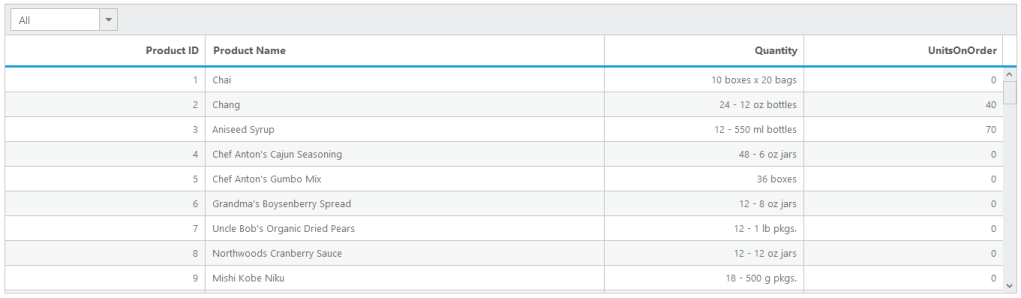 All
Product ID Product Name Quantity UnitsOnOrder
1 Chai 10 boxes x 20 bags 0
2 Chang 24 - 12 oz bottles 40
3 Aniseed Syrup 12 - 550 ml bottles 70
4 Chef Anton's Cajun Seasoning 48 - 6 oz jars 0
5 Chef Anton's Gumbo Mix 36 boxes 0
6 Grandma's Boysenberry Spread 12 - 8 oz jars 0
7 Uncle Bob's Organic Dried Pears 12 - 1 lb pkgs. 0
8 Northwoods Cranberry Sauce 12 - 12 oz jars 0
9 Mishi Kobe Niku 18 - 500 g pkgs. 0